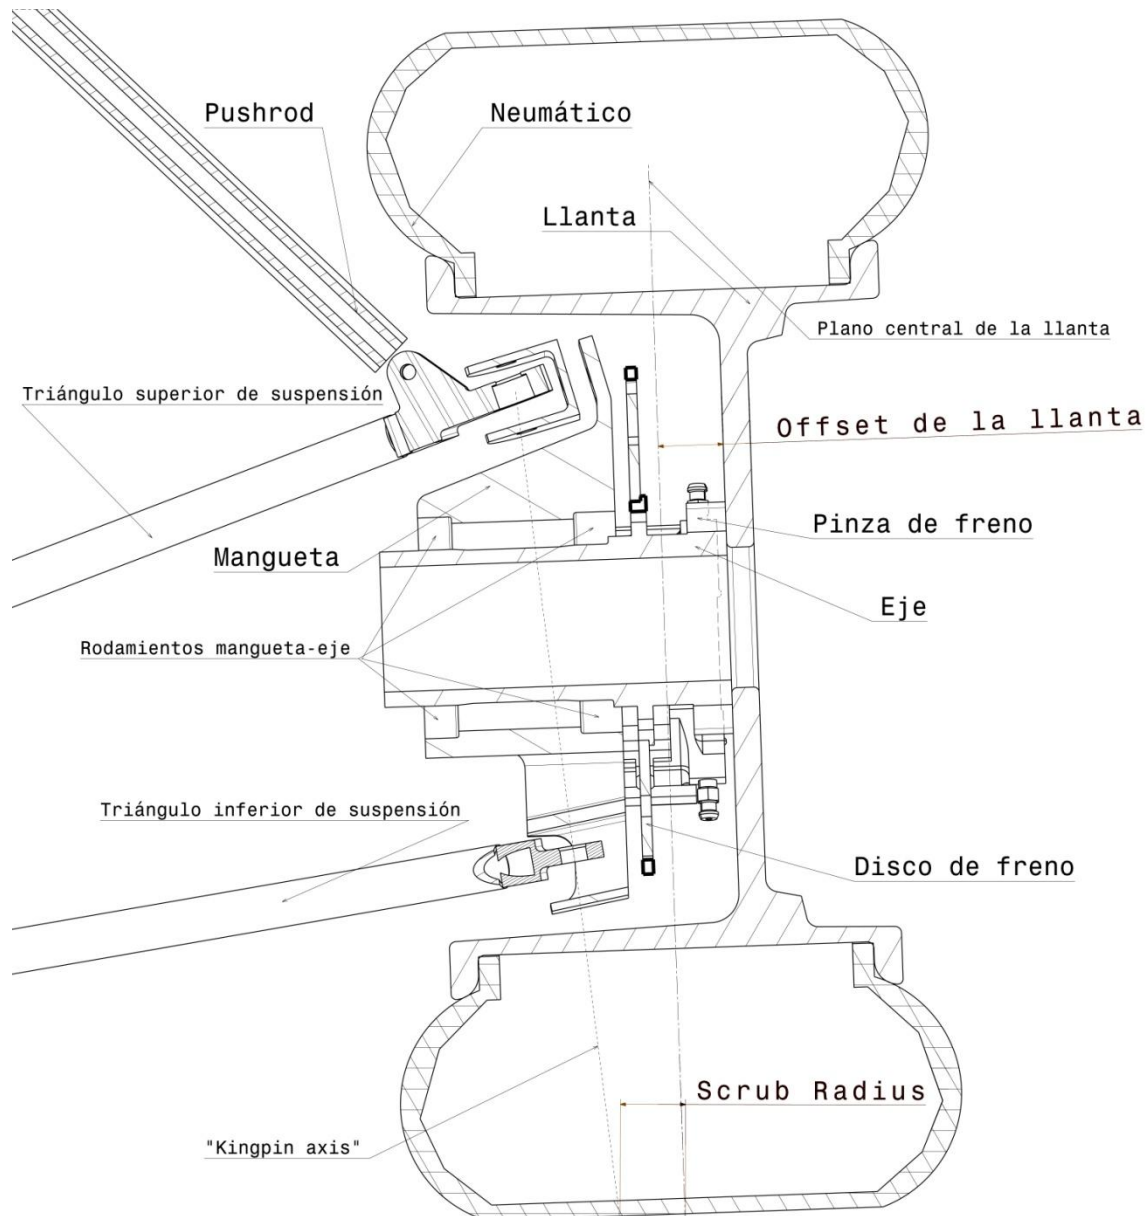 Pushrod
Neumático
Llanta
Plano central de la llanta
Triángulo superior de suspensión
Offset de la llanta
Pinza de freno
Mangueta
Eje
Rodamientos mangueta-eje
Triángulo inferior de suspensión
Disco de freno
Scrub Radius
"Kingpin axis"